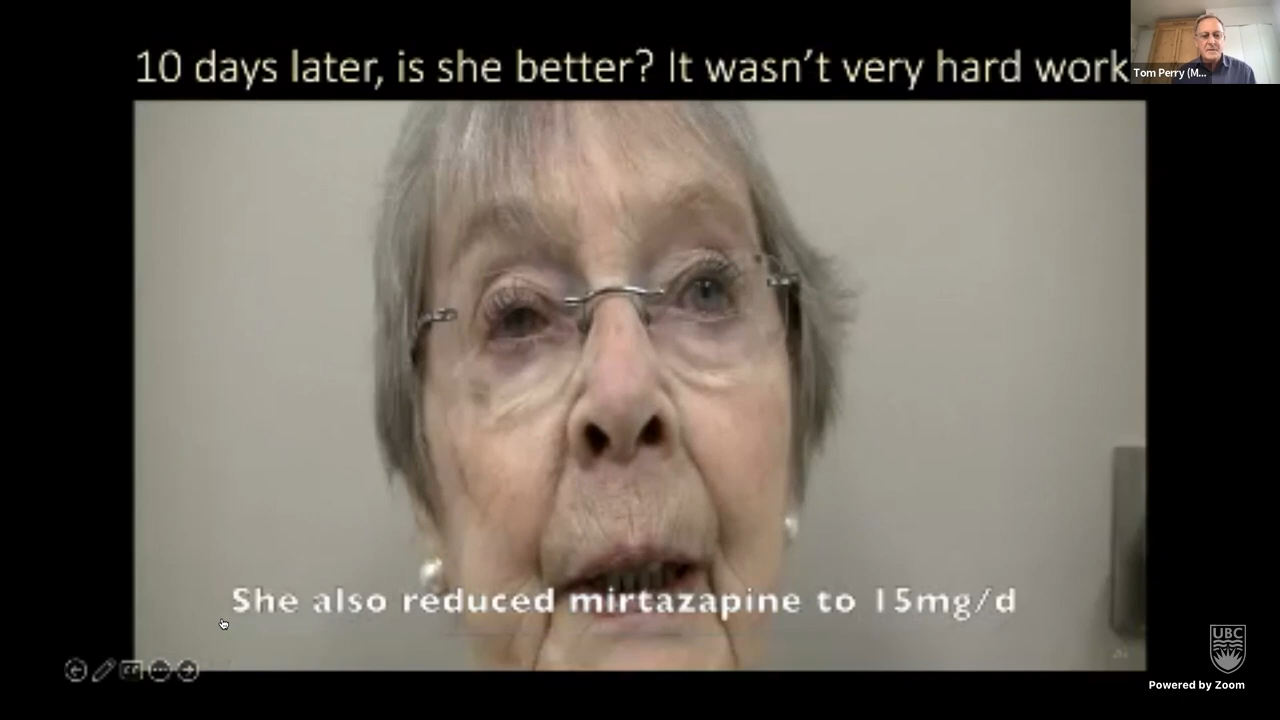 10 days later, is she better? It wasn't very hard work
Tom Perry (M...
She also reduced mirtazapine to 15mg/d
CC
UBC
Powered by Zoom